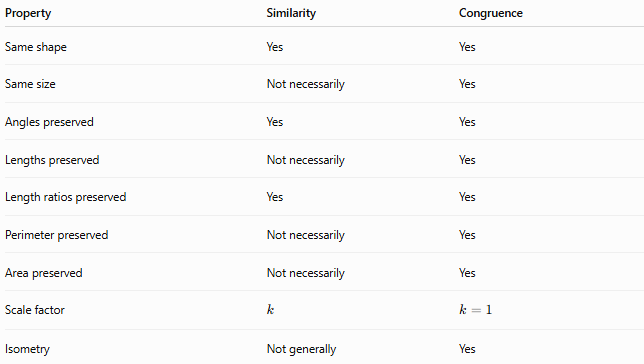 Property Similarity Congruence
Same shape Yes Yes
Same size Not necessarily Yes
Angles preserved Yes Yes
Lengths preserved Not necessarily Yes
Length ratios preserved Yes Yes
Perimeter preserved Not necessarily Yes
Area preserved Not necessarily Yes
Scale factor k k = 1
Isometry Not generally Yes